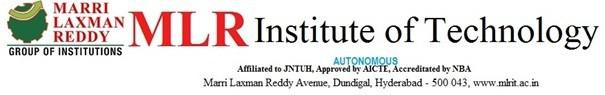 MARRI
LAXMAN
REDDY
GROUP OF INSTITUTIONS
MLR Institute of Technology
AUTONOMOUS
Affiliated to JNTUH, Approved by AICTE, Accreditated by NBA
Marri Laxman Reddy Avenue, Dundigal, Hyderabad - 500 043, www.mlrit.ac.in